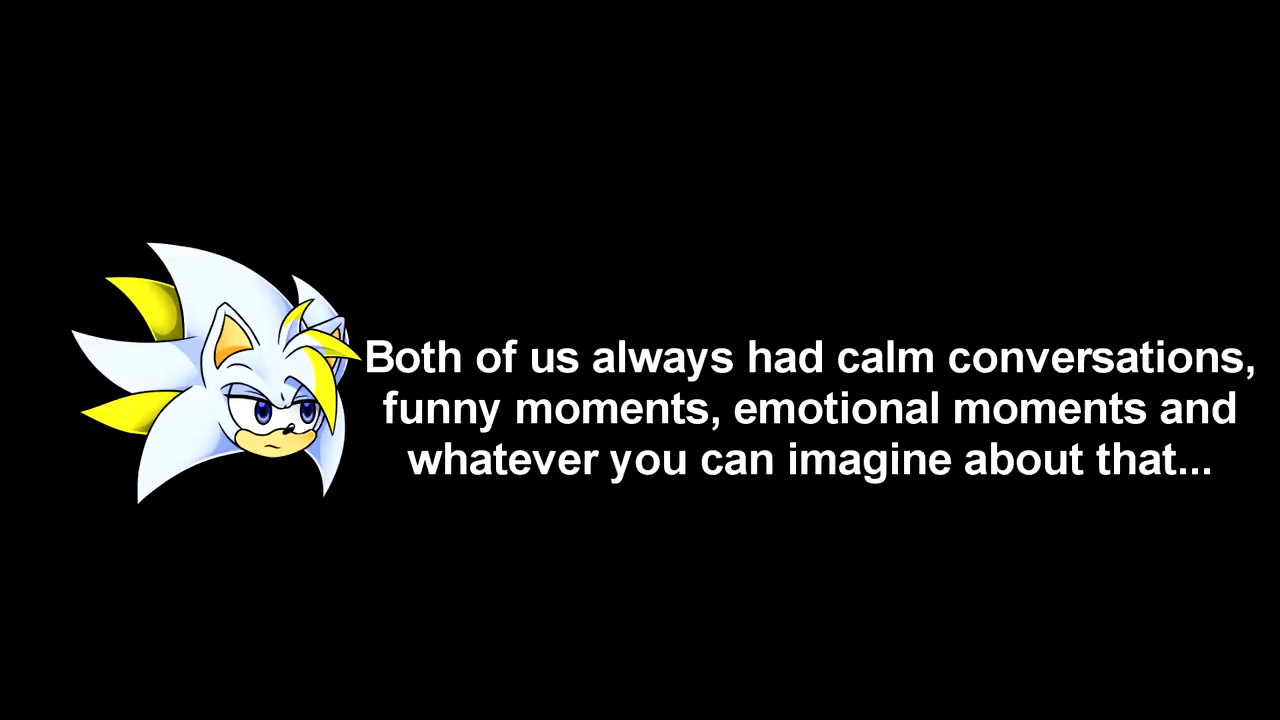 Both of us always had calm conversations,
funny moments, emotional moments and
whatever you can imagine about that...